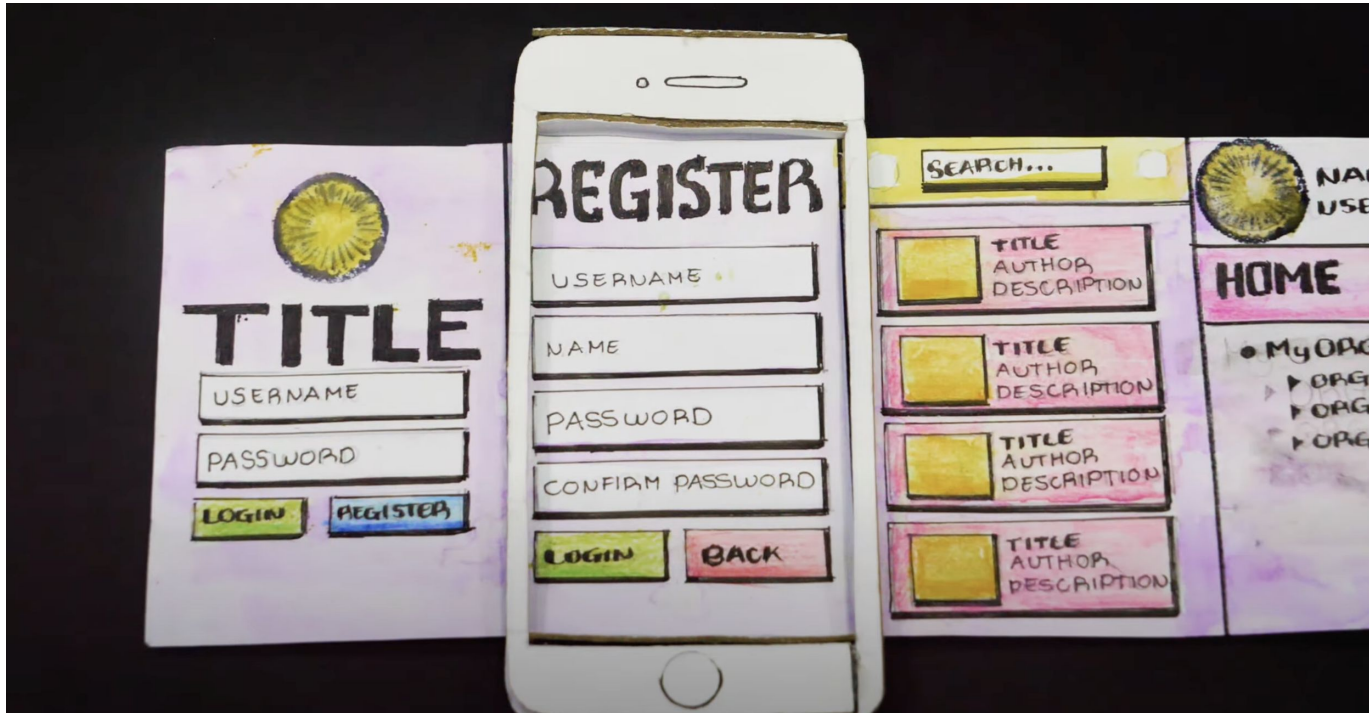 TITLE
USERNAME
PASSWORD
LOGIN REGISTER
REGISTER
USERNAME
NAME
PASSWORD
CONFIRM PASSWORD
LOGIN BACK
SEARCH...
TITLE
AUTHOR
DESCRIPTION
TITLE
AUTHOR
DESCRIPTION
TITLE
AUTHOR
DESCRIPTION
TITLE
AUTHOR
DESCRIPTION
HOME